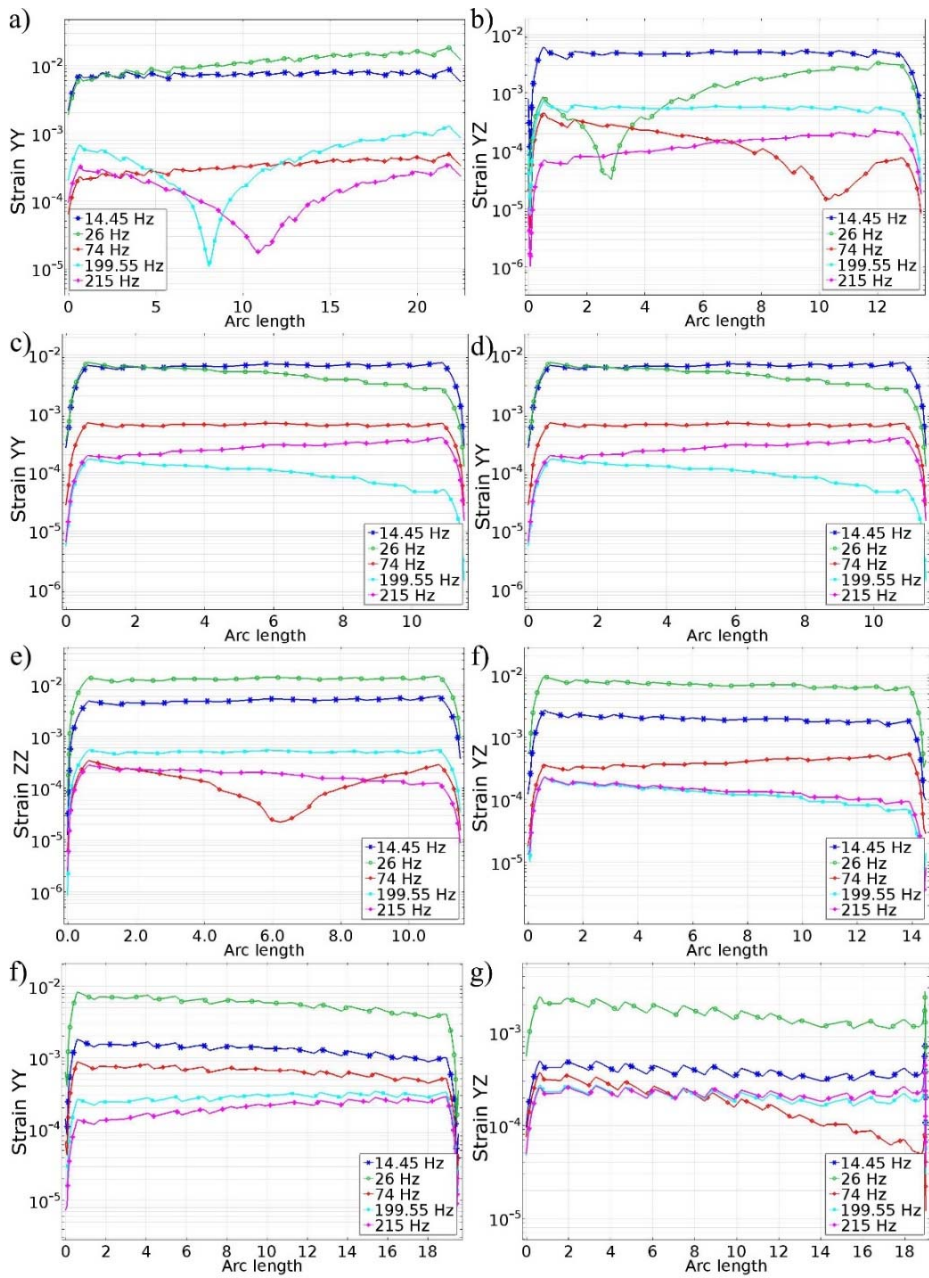 a)
Strain YY
10^-2
10^-3
10^-4
10^-5
14.45 Hz
26 Hz
74 Hz
199.55 Hz
215 Hz
0 5 10 15 20
Arc length
b)
Strain YZ
10^-2
10^-3
10^-4
10^-5
10^-6
14.45 Hz
26 Hz
74 Hz
199.55 Hz
215 Hz
0 2 4 6 8 10 12
Arc length
c)
Strain YY
10^-2
10^-3
10^-4
10^-5
10^-6
14.45 Hz
26 Hz
74 Hz
199.55 Hz
215 Hz
0 2 4 6 8 10
Arc length
d)
Strain YY
10^-2
10^-3
10^-4
10^-5
10^-6
14.45 Hz
26 Hz
74 Hz
199.55 Hz
215 Hz
0 2 4 6 8 10
Arc length
e)
Strain ZZ
10^-2
10^-3
10^-4
10^-5
10^-6
14.45 Hz
26 Hz
74 Hz
199.55 Hz
215 Hz
0.0 2.0 4.0 6.0 8.0 10.0
Arc length
f)
Strain YZ
10^-2
10^-3
10^-4
10^-5
14.45 Hz
26 Hz
74 Hz
199.55 Hz
215 Hz
0 2 4 6 8 10 12 14
Arc length
f)
Strain YY
10^-2
10^-3
10^-4
10^-5
14.45 Hz
26 Hz
74 Hz
199.55 Hz
215 Hz
0 2 4 6 8 10 12 14 16 18
Arc length
g)
Strain YZ
10^-3
10^-4
10^-5
14.45 Hz
26 Hz
74 Hz
199.55 Hz
215 Hz
0 2 4 6 8 10 12 14 16 18
Arc length